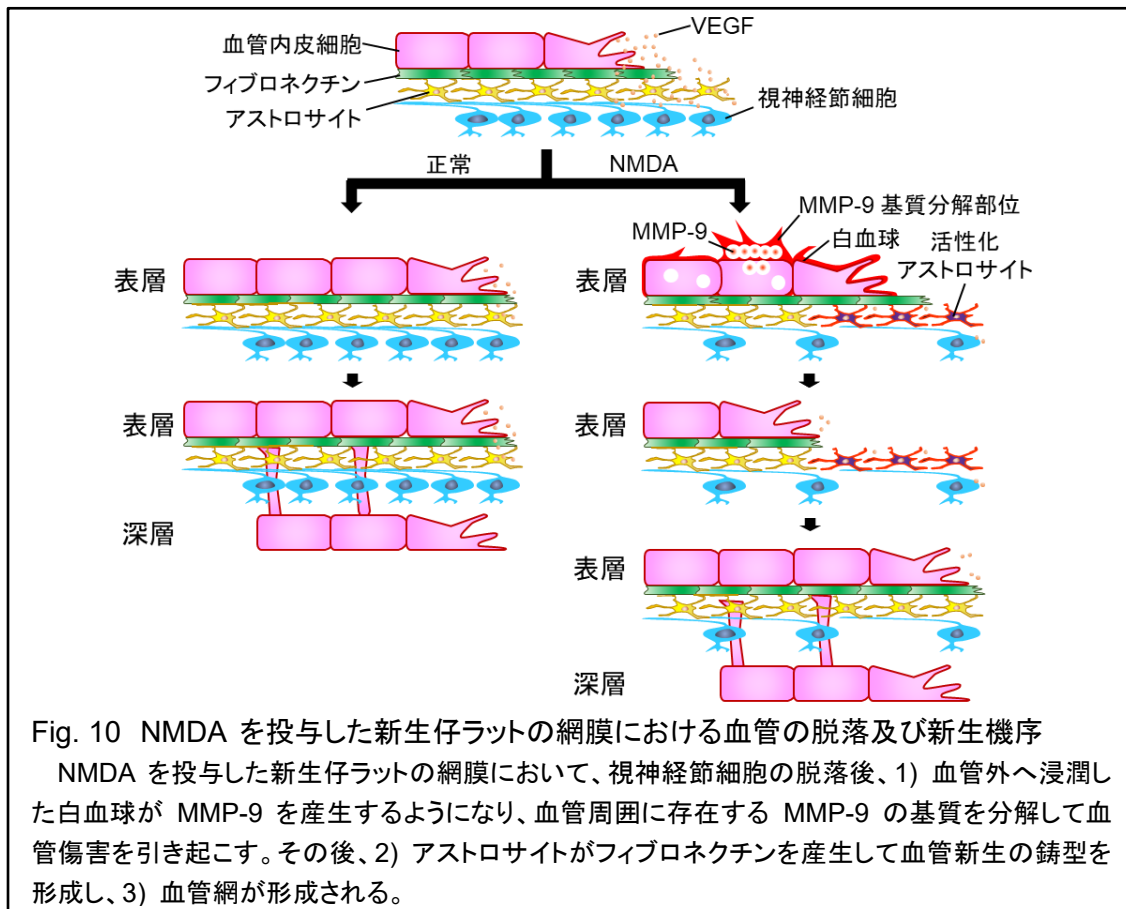 VEGF
血管内皮細胞
フィブロネクチン
アストロサイト
視神経節細胞
正常
NMDA
MMP-9 基質分解部位
MMP-9
白血球
活性化
アストロサイト
表層
表層
表層
深層
表層
表層
深層
Fig. 10 NMDA を投与した新生仔ラットの網膜における血管の脱落及び新生機序
NMDA を投与した新生仔ラットの網膜において、視神経節細胞の脱落後、1) 血管外へ浸潤し
た白血球が MMP-9 を産生するようになり、血管周囲に存在する MMP-9 の基質を分解して血
管傷害を引き起こす。その後、2) アストロサイトがフィブロネクチンを産生して血管新生の鋳型を
形成し、3) 血管網が形成される。